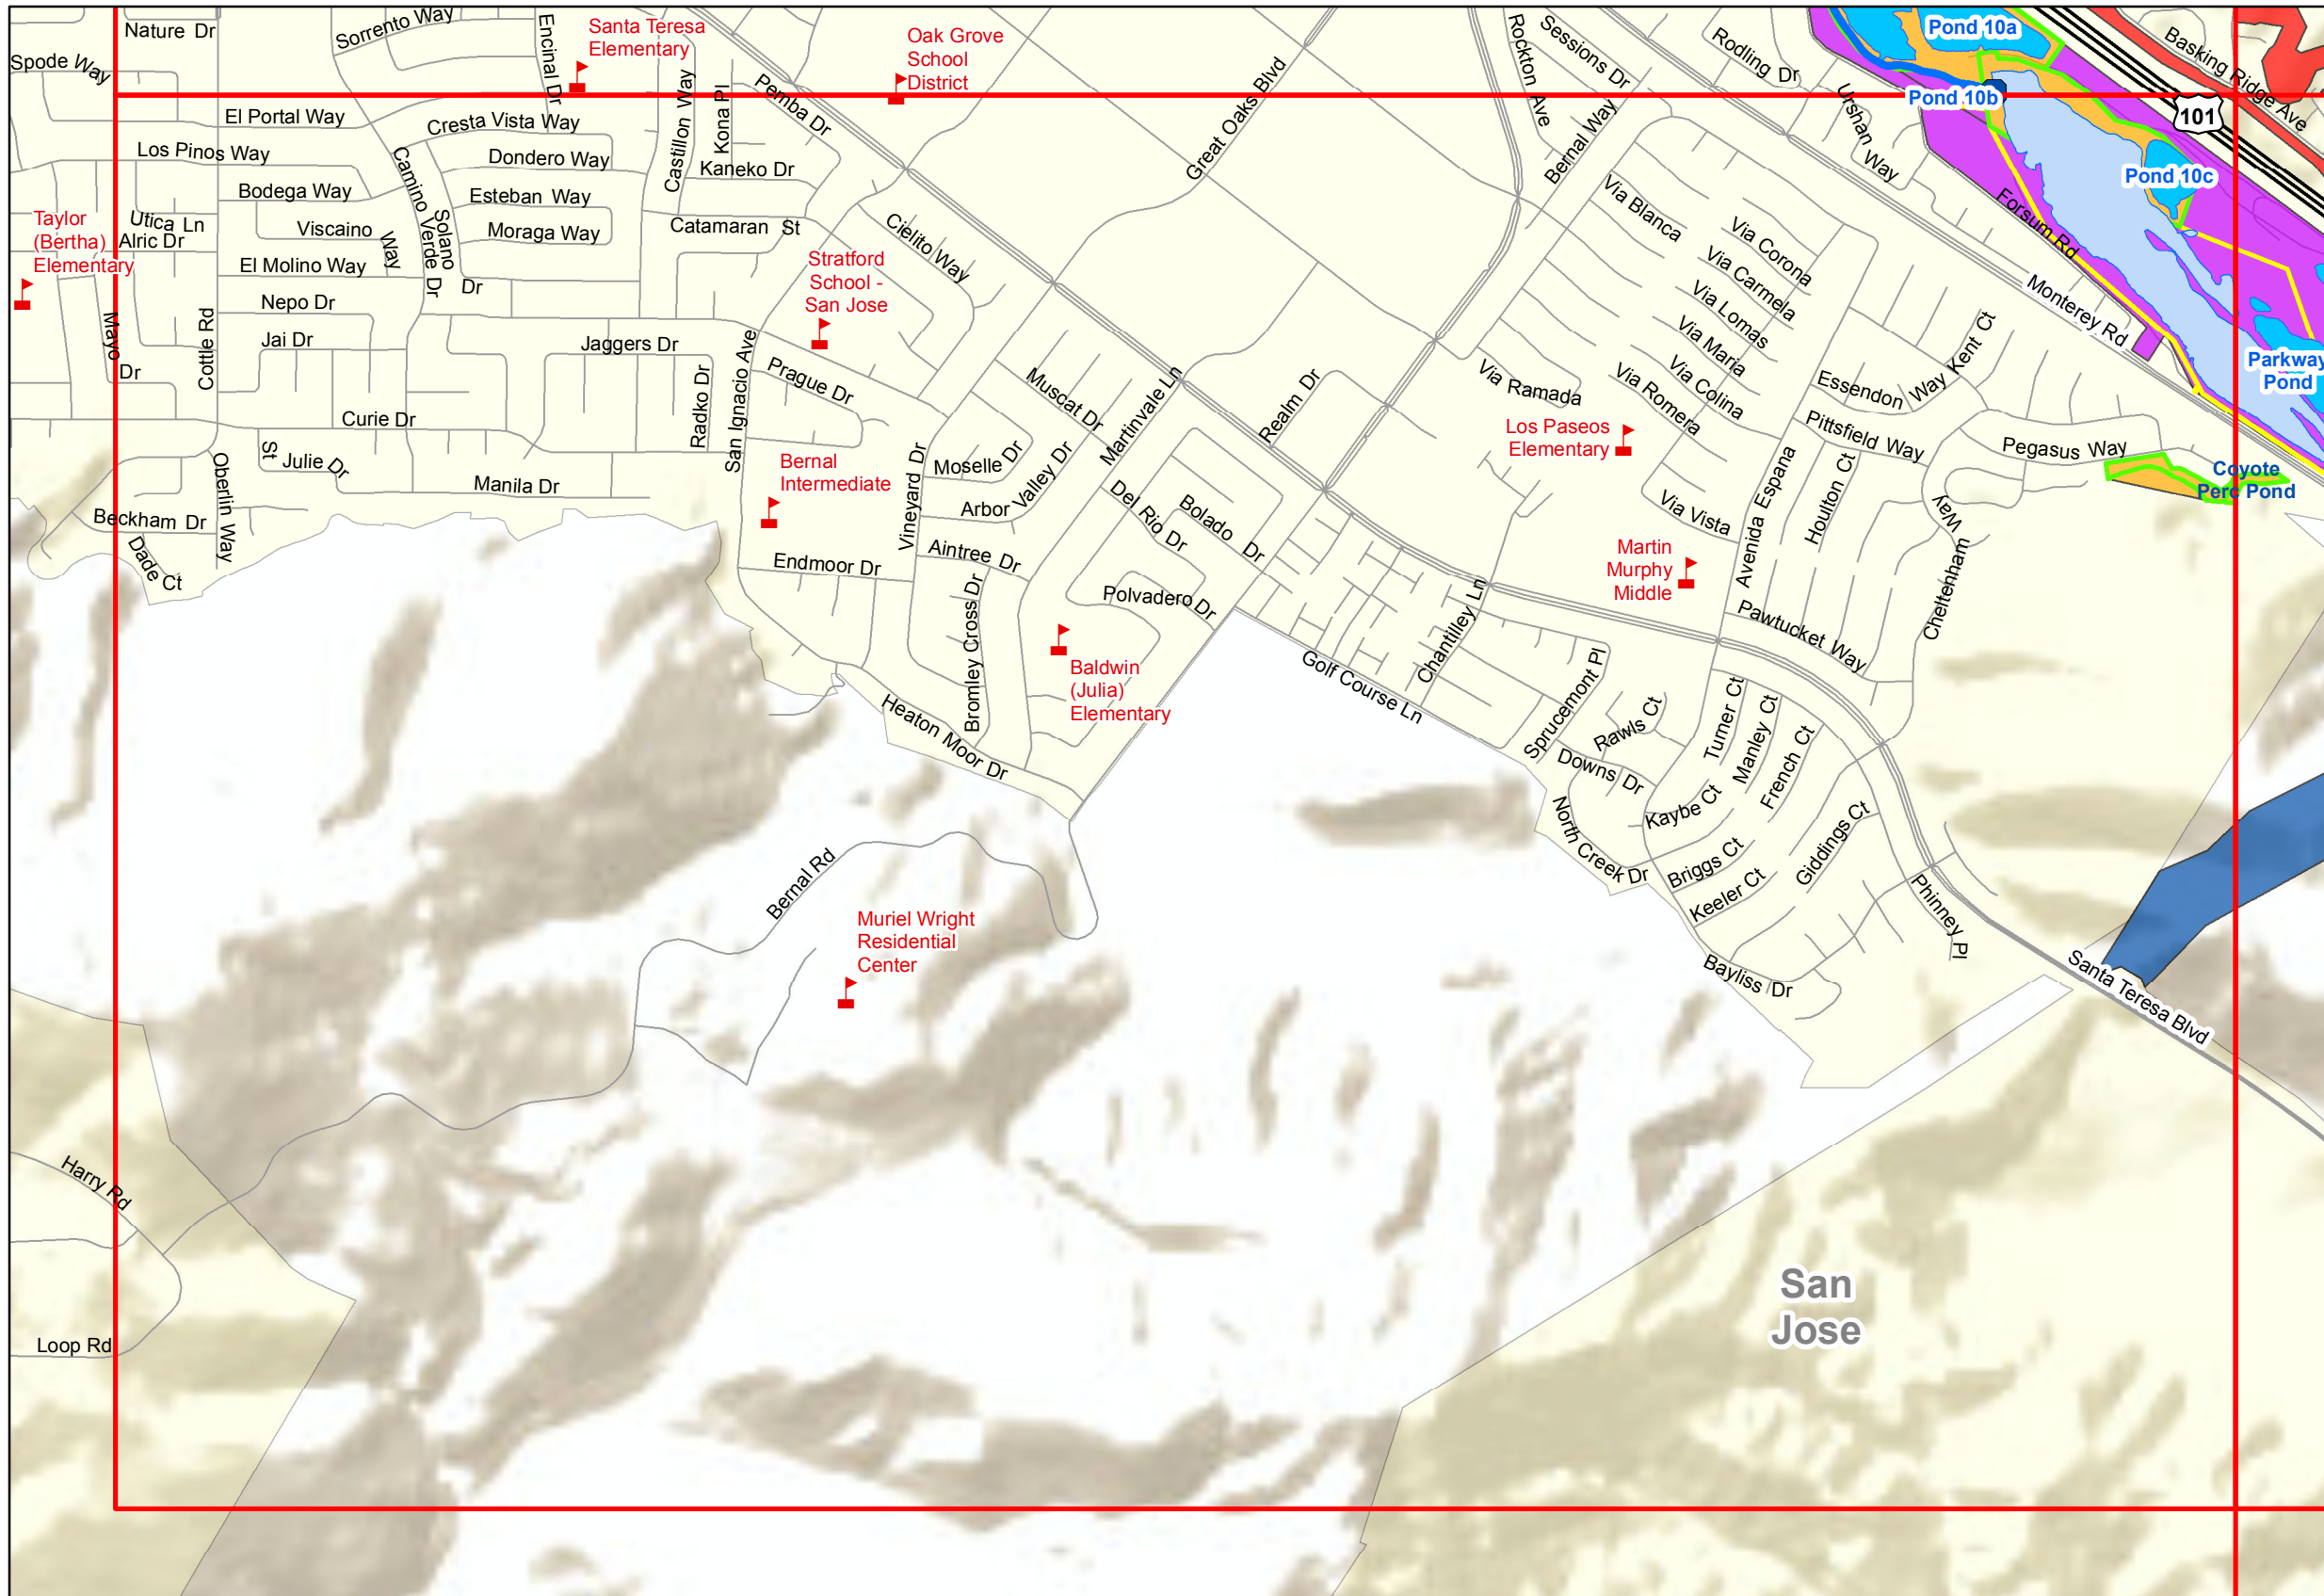 Nature Dr
Sorrento Way
Encinal Dr
Santa Teresa
Elementary
Oak Grove
School
District
Rockton Ave
Sessions Dr
Rodling Dr
Pond 10a
Basking Ridge Ave
Spode Way
Pemba Dr
Great Oaks Blvd
Urshan Way
Pond 10b
101
El Portal Way
Cresta Vista Way
Castillon Way
Kona Pl
Bernal Way
Los Pinos Way
Dondero Way
Kaneko Dr
Pond 10c
Camino Verde Dr
Bodega Way
Esteban Way
Via Blanca
Forsum Rd
Taylor
(Bertha)
Elementary
Utica Ln
Alric Dr
Viscaino Way
Solano Dr
Moraga Way
Catamaran St
Cielito Way
Via Corona
El Molino Way
Stratford
School -
San Jose
Via Carmela
Monterey Rd
Nepo Dr
Via Lomas
Mayo Dr
Cottle Rd
Jai Dr
Jaggers Dr
San Ignacio Ave
Via Maria
Kent Ct
Parkway
Pond
Radko Dr
Prague Dr
Muscat Dr
Martinvale Ln
Realm Dr
Via Ramada
Via Romera
Via Colina
Essendon Way
Curie Dr
Los Paseos
Elementary
Pittsfield Way
Pegasus Way
St
Julie Dr
Oberlin Way
Manila Dr
Bernal
Intermediate
Vineyard Dr
Moselle Dr
Arbor Valley Dr
Del Rio Dr
Bolado Dr
Via Vista
Avenida Espana
Houlton Ct
Coyote
Perc Pond
Beckham Dr
Dade Ct
Endmoor Dr
Aintree Dr
Martin
Murphy
Middle
Cheltenham Way
Bromley Cross Dr
Polvadero Dr
Chantilley Ln
Pawtucket Way
Baldwin
(Julia)
Elementary
Golf Course Ln
Sprucemont Pl
Rawls Ct
Turner Ct
Manley Ct
French Ct
Heaton Moor Dr
Downs Dr
North Creek Dr
Kaybe Ct
Giddings Ct
Briggs Ct
Keeler Ct
Phinney Pl
Bernal Rd
Muriel Wright
Residential
Center
Bayliss Dr
Santa Teresa Blvd
Harry Rd
Loop Rd
San
Jose